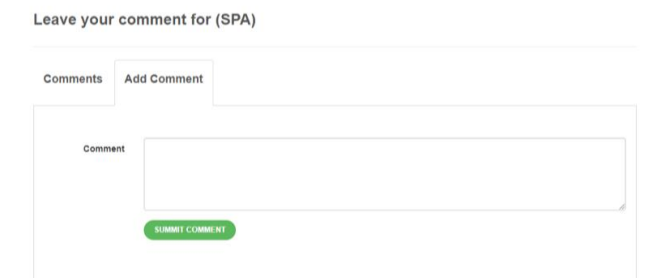 Leave your comment for (SPA)
Comments Add Comment
Comment
SUMMIT COMMENT